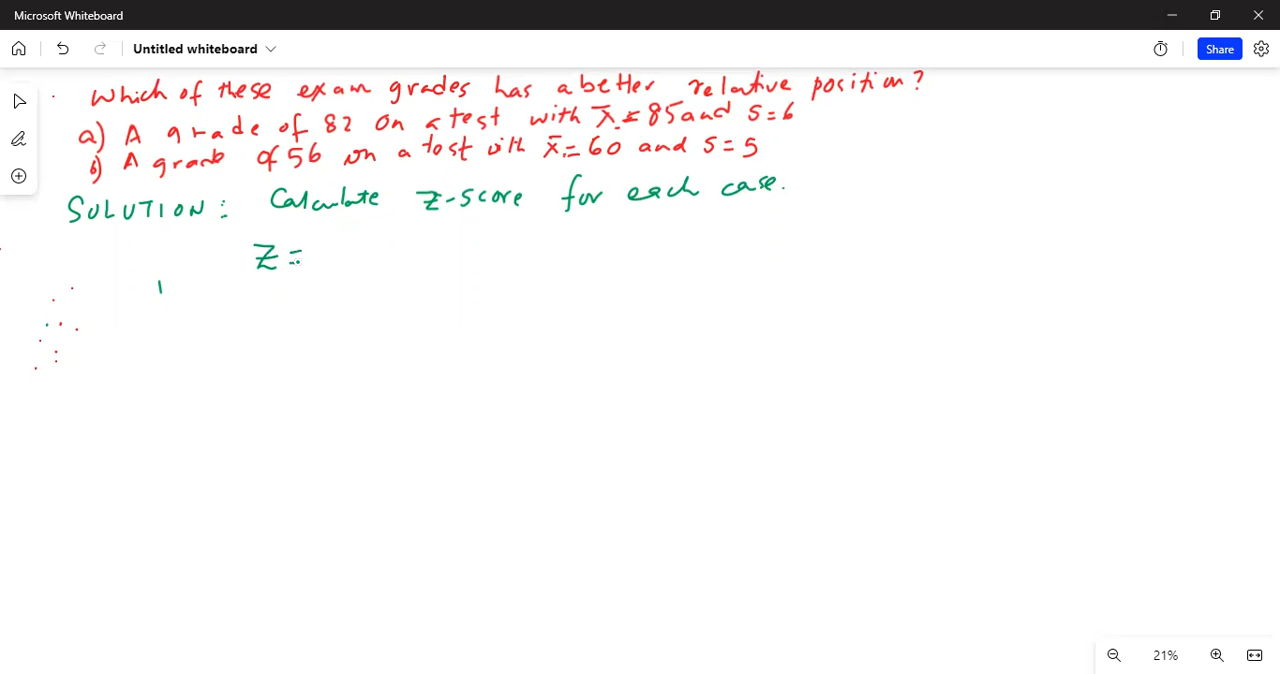 Microsoft Whiteboard
Untitled whiteboard
Share
Which of these exam grades has a better relative position?
a) A grade of 82 on a test with x̄ = 85 and s = 6
b) A grade of 56 on a test with x̄ = 60 and s = 5
SOLUTION: Calculate z-score for each case.
Z =
21%